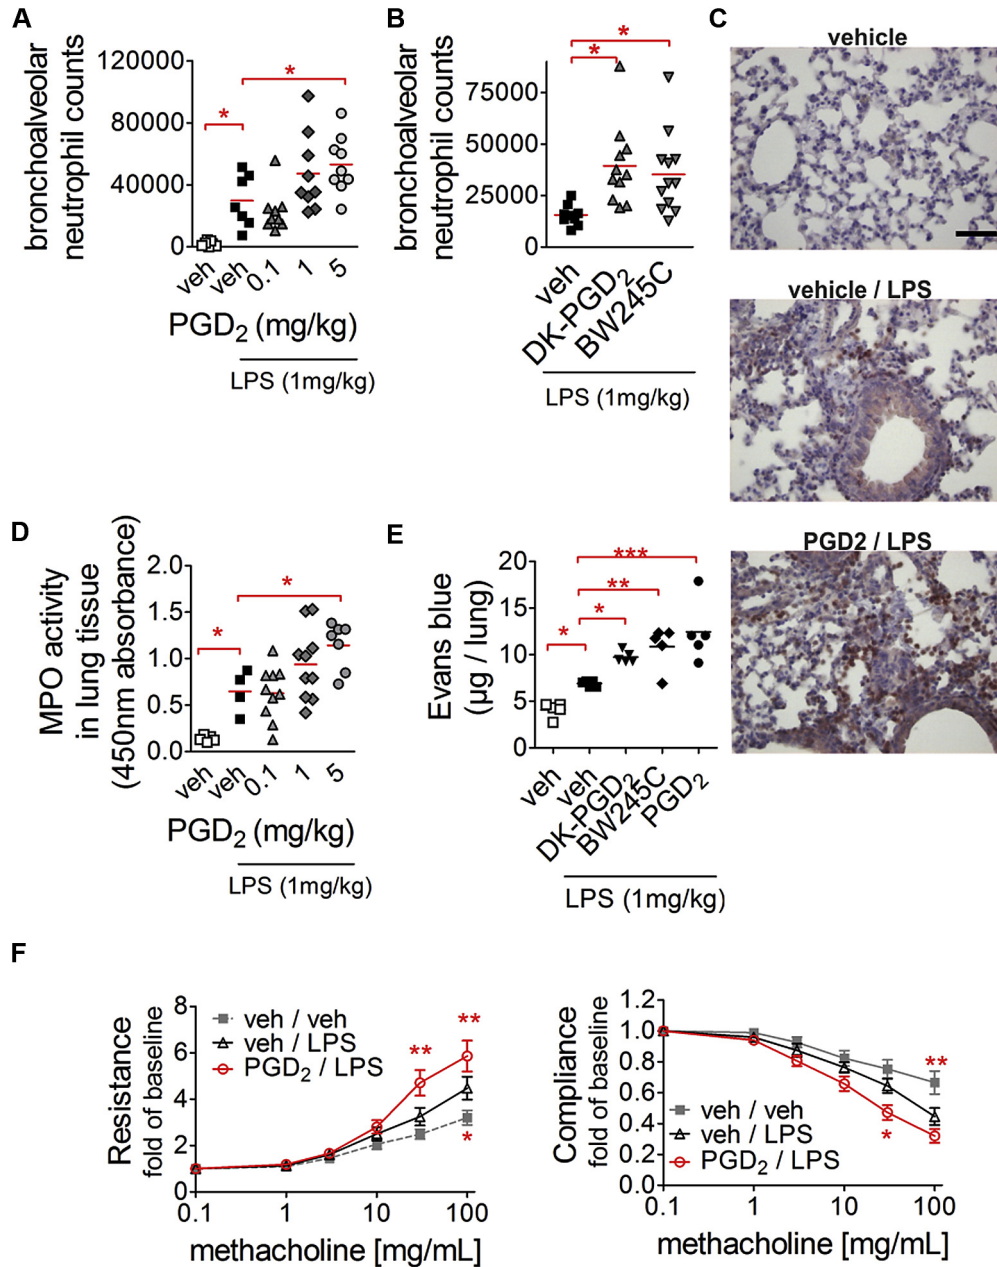 A
bronchoalveolar
neutrophil counts
120000
80000
40000
0
*
*
veh
veh
0.1
1
5
PGD2 (mg/kg)
LPS (1mg/kg)
B
bronchoalveolar
neutrophil counts
75000
50000
25000
0
*
*
veh
DK-PGD2
BW245C
LPS (1mg/kg)
C
vehicle
vehicle / LPS
PGD2 / LPS
D
MPO activity
in lung tissue
(450nm absorbance)
2.0
1.5
1.0
0.5
0.0
*
*
veh
veh
0.1
1
5
PGD2 (mg/kg)
LPS (1mg/kg)
E
Evans blue
(µg / lung)
20
15
10
5
0
***
**
*
*
veh
veh
DK-PGD2
BW245C
PGD2
LPS (1mg/kg)
F
Resistance
fold of baseline
8
6
4
2
0
veh / veh
veh / LPS
PGD2 / LPS
**
**
*
0.1
1
10
100
methacholine [mg/mL]
Compliance
fold of baseline
1.2
1.0
0.8
0.6
0.4
0.2
0.0
**
*
veh / veh
veh / LPS
PGD2 / LPS
0.1
1
10
100
methacholine [mg/mL]